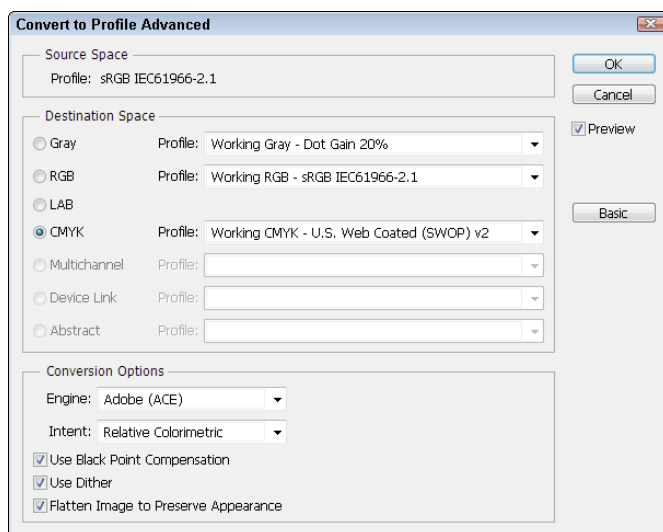 Convert to Profile Advanced
Source Space
Profile: sRGB IEC61966-2.1
OK
Cancel
Preview
Basic
Destination Space
Gray Profile: Working Gray - Dot Gain 20%
RGB Profile: Working RGB - sRGB IEC61966-2.1
LAB
CMYK Profile: Working CMYK - U.S. Web Coated (SWOP) v2
Multichannel Profile:
Device Link Profile:
Abstract Profile:
Conversion Options
Engine: Adobe (ACE)
Intent: Relative Colorimetric
Use Black Point Compensation
Use Dither
Flatten Image to Preserve Appearance